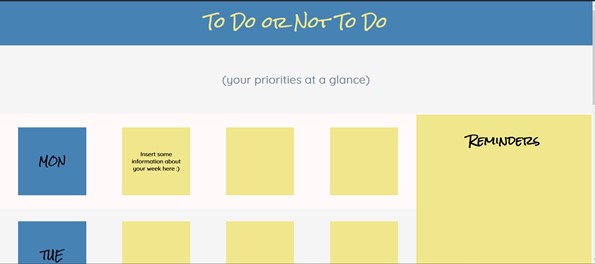 To Do or Not To Do
(your priorities at a glance)
MON
Insert some
information about
your week here :)
Reminders
TUE